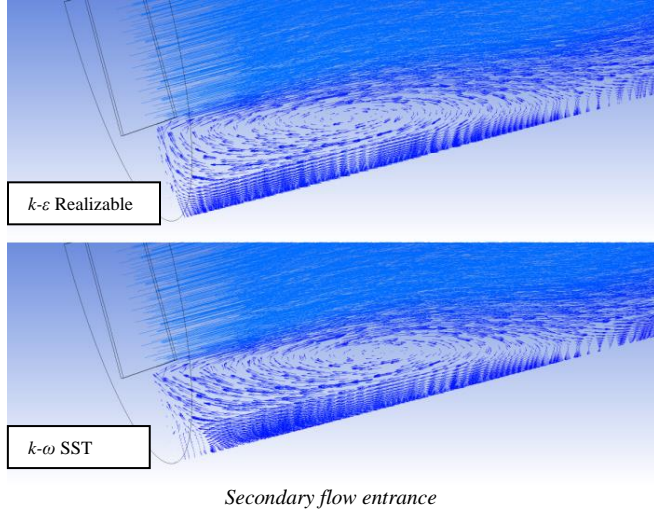 k-ε Realizable
k-ω SST
Secondary flow entrance